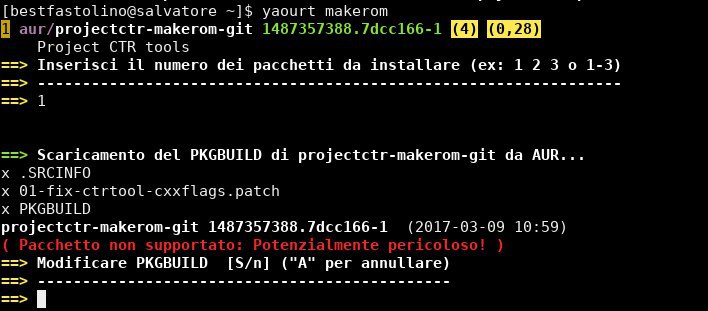 [bestfastolino@salvatore ~]$ yaourt makerom
1 aur/projectctr-makerom-git 1487357388.7dcc166-1 (4) (0,28)
Project CTR tools
==> Inserisci il numero dei pacchetti da installare (ex: 1 2 3 o 1-3)
==> ----------------------------------------------------------------
==> 1
==> Scaricamento del PKGBUILD di projectctr-makerom-git da AUR...
x .SRCINFO
x 01-fix-ctrtool-cxxflags.patch
x PKGBUILD
projectctr-makerom-git 1487357388.7dcc166-1  (2017-03-09 10:59)
( Pacchetto non supportato: Potenzialmente pericoloso! )
==> Modificare PKGBUILD  [S/n] ("A" per annullare)
==> ---------------------------------------------
==>